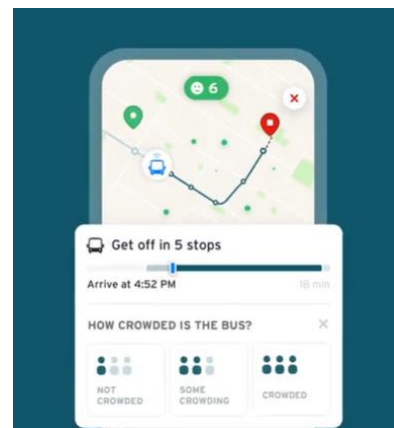 6
Get off in 5 stops
Arrive at 4:52 PM 18 min
HOW CROWDED IS THE BUS?
NOT CROWDED
SOME CROWDING
CROWDED